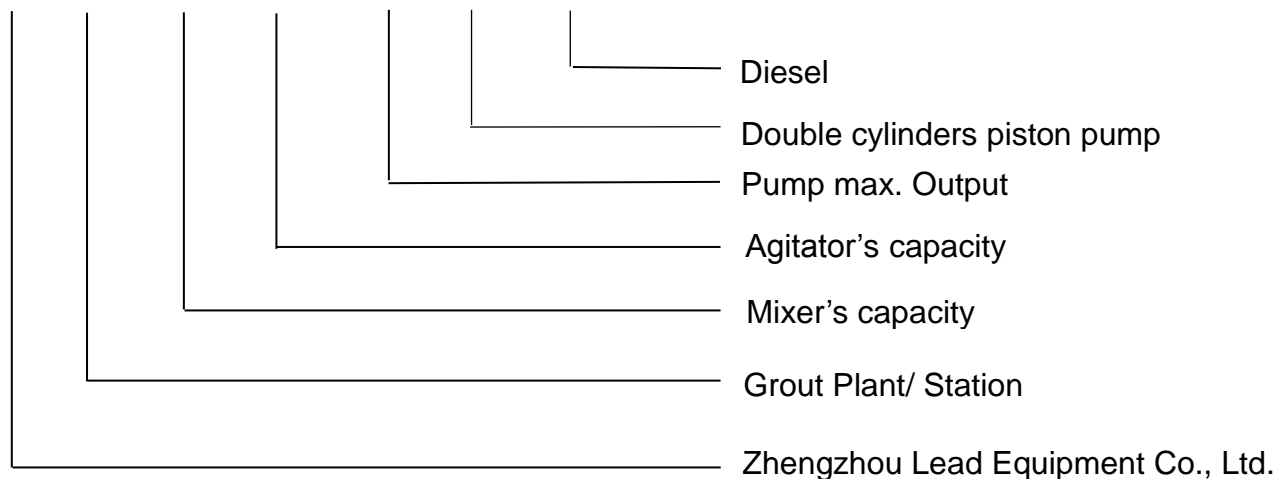 Diesel
Double cylinders piston pump
Pump max. Output
Agitator’s capacity
Mixer’s capacity
Grout Plant/ Station
Zhengzhou Lead Equipment Co., Ltd.